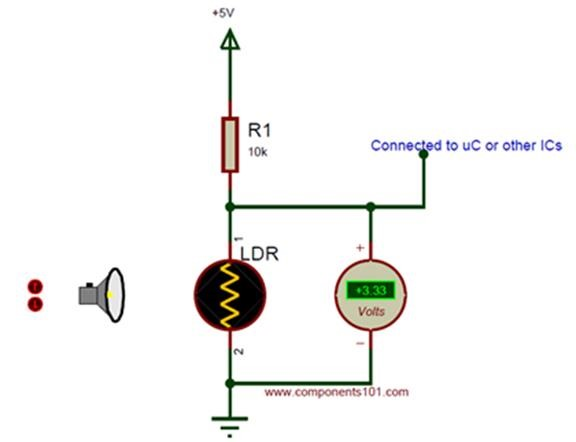 +5V
R1
10k
Connected to uC or other ICs
1
LDR
+
+3.33
Volts
−
2
www.components101.com